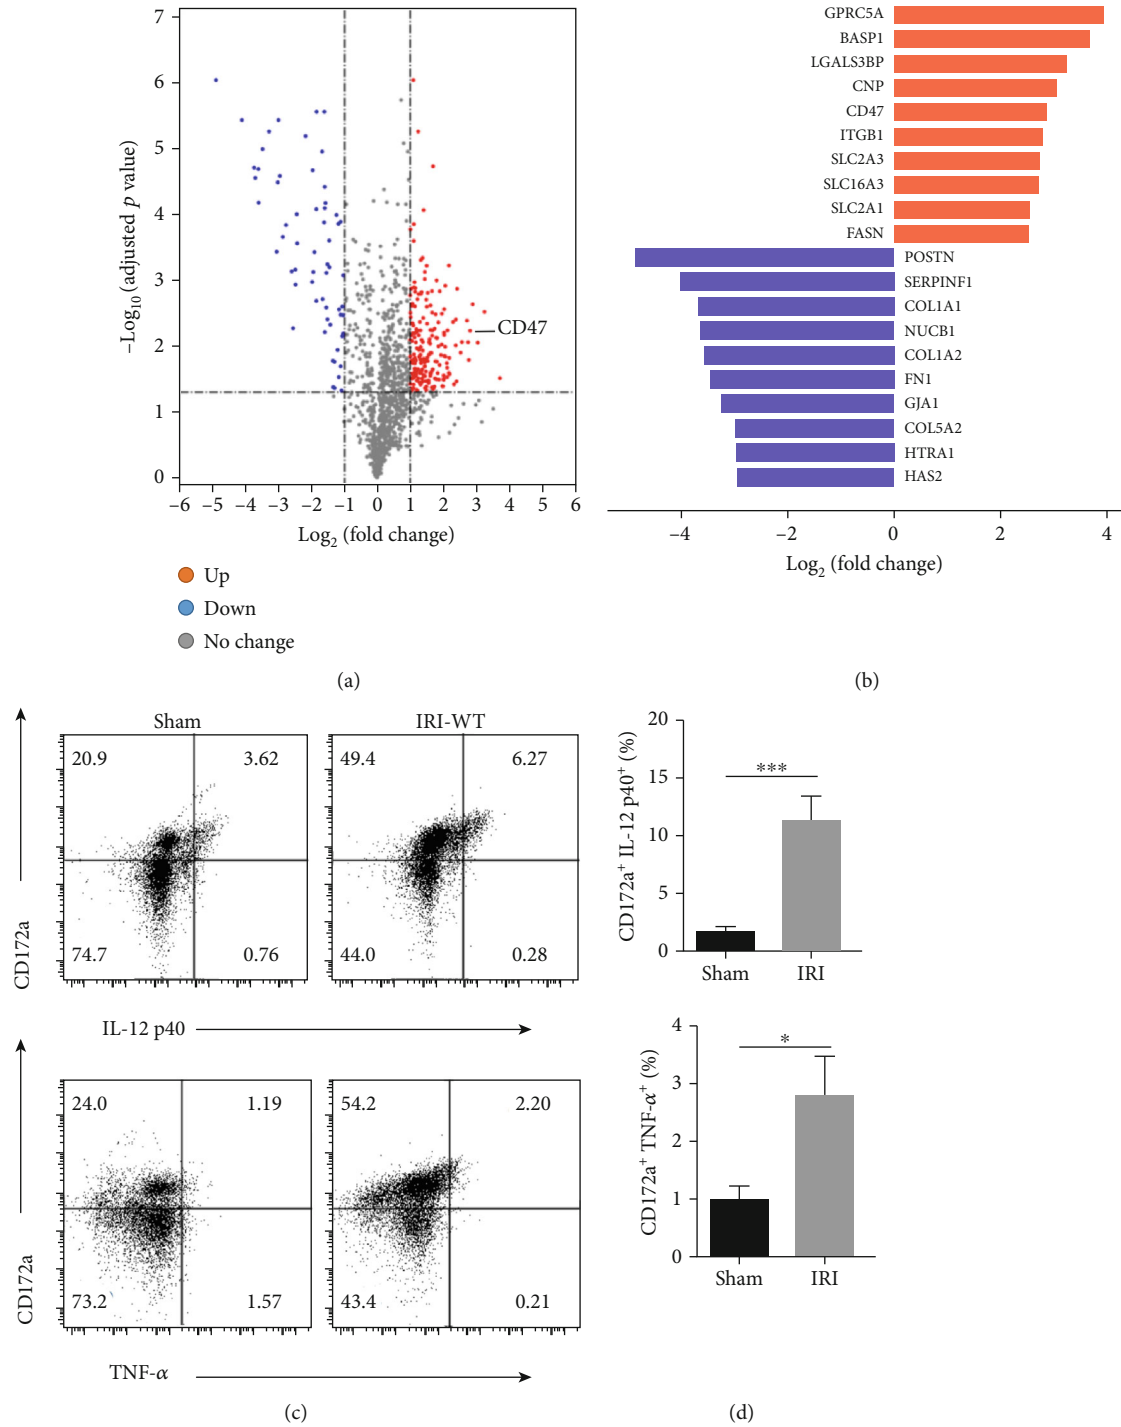 7
6
5
4
3
2
1
0
–Log10 (adjusted p value)
CD47
–6 –5 –4 –3 –2 –1 0 1 2 3 4 5 6
Log2 (fold change)
Up
Down
No change
(a)
GPRC5A
BASP1
LGALS3BP
CNP
CD47
ITGB1
SLC2A3
SLC16A3
SLC2A1
FASN
POSTN
SERPINF1
COL1A1
NUCB1
COL1A2
FN1
GJA1
COL5A2
HTRA1
HAS2
–4 –2 0 2 4
Log2 (fold change)
(b)
Sham IRI-WT
CD172a
20.9 3.62
74.7 0.76
49.4 6.27
44.0 0.28
IL-12 p40
CD172a
24.0 1.19
73.2 1.57
54.2 2.20
43.4 0.21
TNF-α
(c)
CD172a+ IL-12 p40+ (%)
20
15
10
5
0
***
Sham IRI
CD172a+ TNF-α+ (%)
4
3
2
1
0
*
Sham IRI
(d)